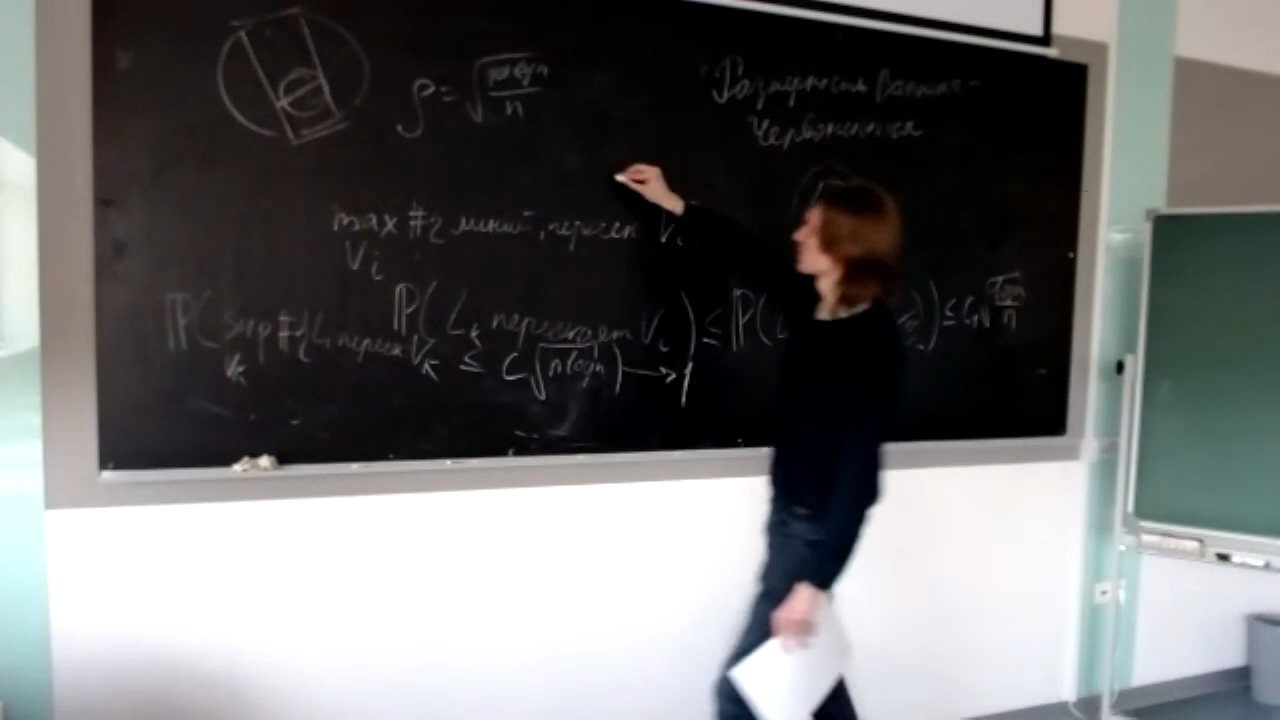 ρ = √(log n / n)
"Размерность Вапника-
Червоненкиса
max #{ линий, пересек V_i
V_i
P( L_i пересекает V_i ) ≤ P( ) ≤ C_1 √(log n / n)
P( sup #{ L_i пересек V_k ≤ C√(n log n) ) → 1
V_k